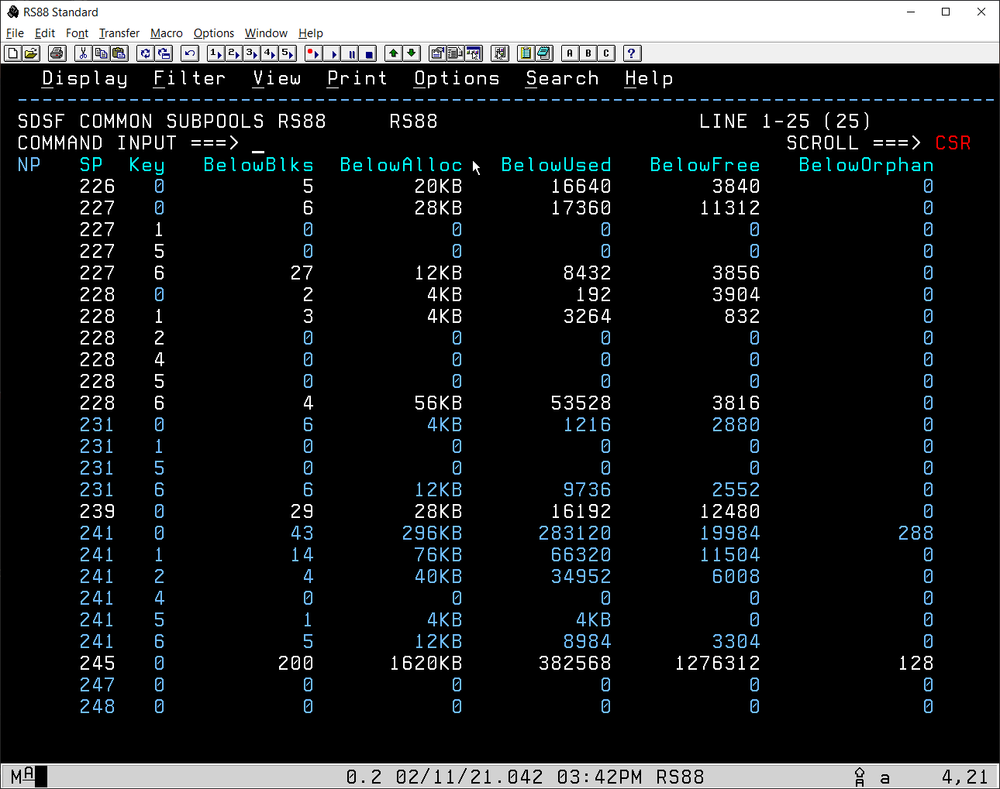 RS88 Standard
File Edit Font Transfer Macro Options Window Help
1 2 3 4 5 A B C ?
Display Filter View Print Options Search Help
SDSF COMMON SUBPOOLS RS88 RS88 LINE 1-25 (25)
COMMAND INPUT ===> _ SCROLL ===> CSR
NP SP Key BelowBlks BelowAlloc BelowUsed BelowFree BelowOrphan
226 0 5 20KB 16640 3840 0
227 0 6 28KB 17360 11312 0
227 1 0 0 0 0 0
227 5 0 0 0 0 0
227 6 27 12KB 8432 3856 0
228 0 2 4KB 192 3904 0
228 1 3 4KB 3264 832 0
228 2 0 0 0 0 0
228 4 0 0 0 0 0
228 5 0 0 0 0 0
228 6 4 56KB 53528 3816 0
231 0 6 4KB 1216 2880 0
231 1 0 0 0 0 0
231 5 0 0 0 0 0
231 6 6 12KB 9736 2552 0
239 0 29 28KB 16192 12480 0
241 0 43 296KB 283120 19984 288
241 1 14 76KB 66320 11504 0
241 2 4 40KB 34952 6008 0
241 4 0 0 0 0 0
241 5 1 4KB 4KB 0 0
241 6 5 12KB 8984 3304 0
245 0 200 1620KB 382568 1276312 128
247 0 0 0 0 0 0
248 0 0 0 0 0 0
MA 0.2 02/11/21.042 03:42PM RS88 a 4,21